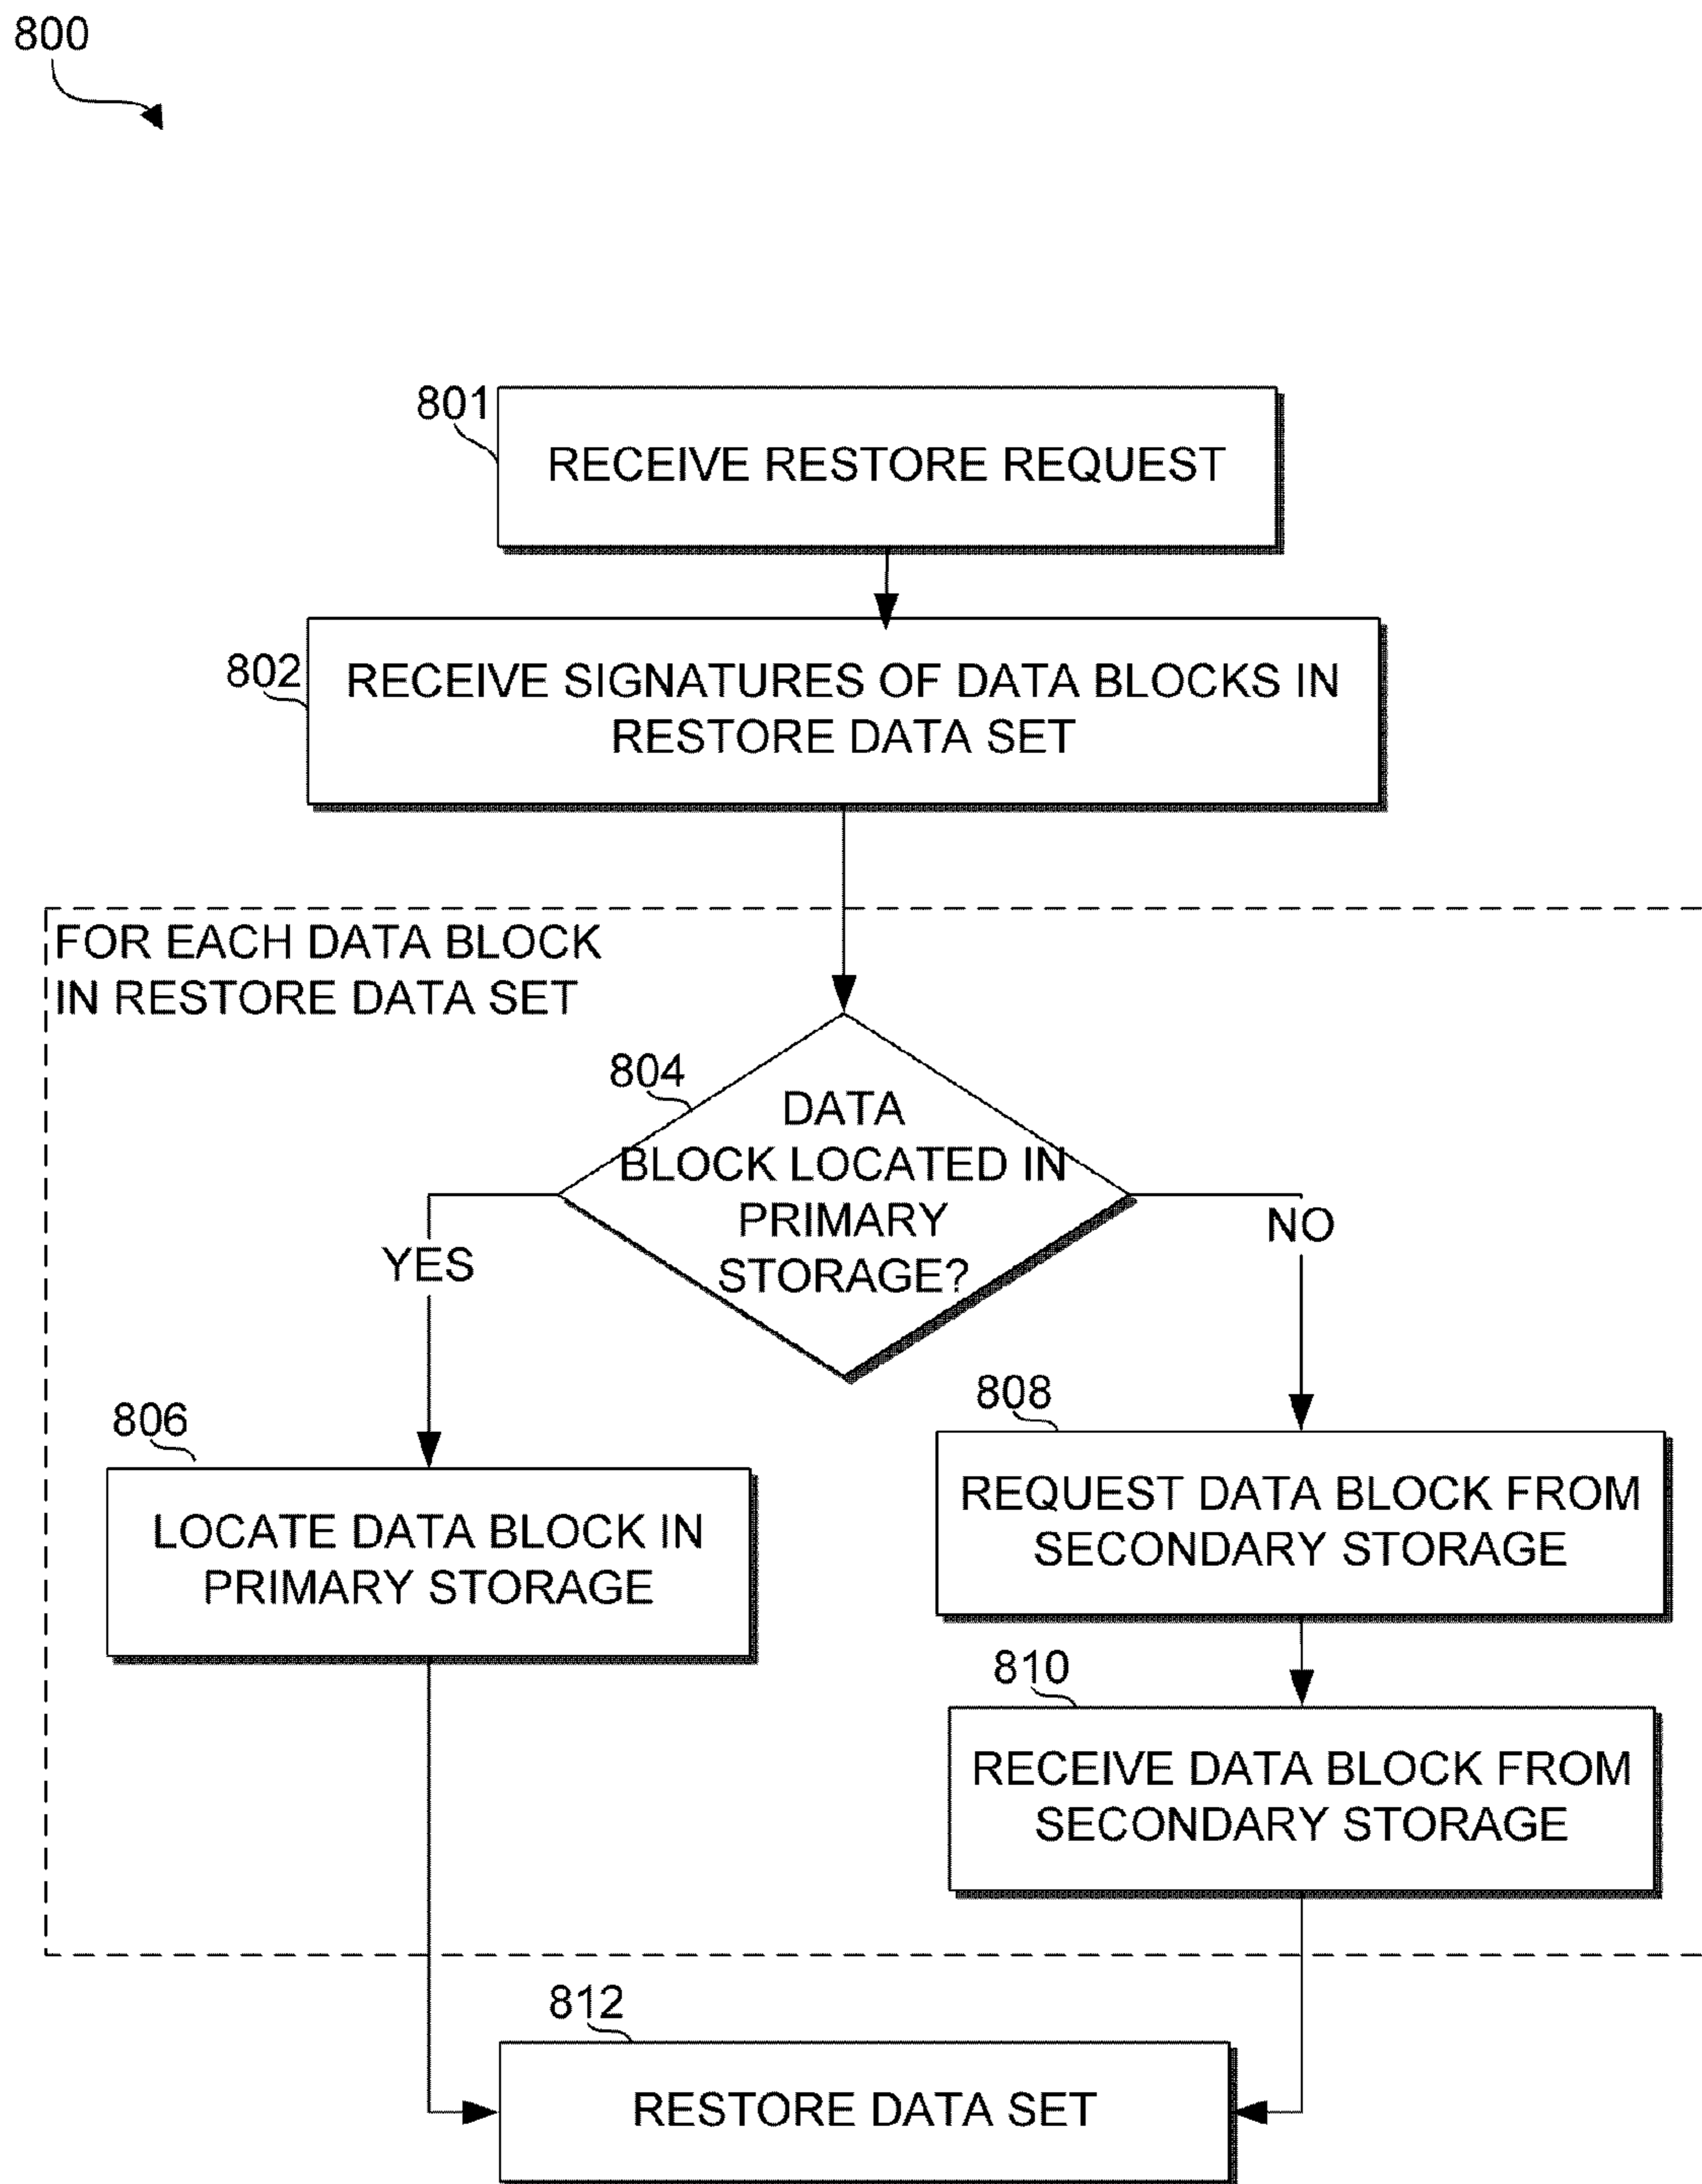 800
801
RECEIVE RESTORE REQUEST
802
RECEIVE SIGNATURES OF DATA BLOCKS IN
RESTORE DATA SET
FOR EACH DATA BLOCK
IN RESTORE DATA SET
804
DATA
BLOCK LOCATED IN
PRIMARY
STORAGE?
YES
NO
806
LOCATE DATA BLOCK IN
PRIMARY STORAGE
808
REQUEST DATA BLOCK FROM
SECONDARY STORAGE
810
RECEIVE DATA BLOCK FROM
SECONDARY STORAGE
812
RESTORE DATA SET